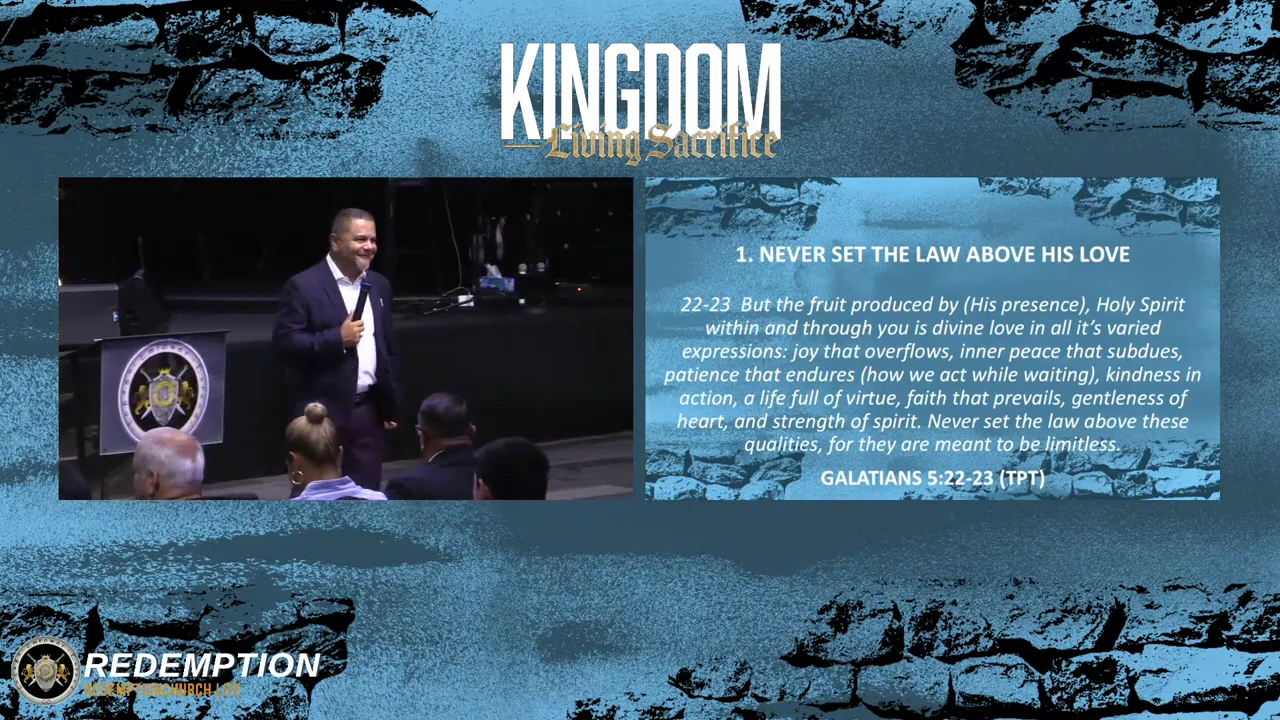 KINGDOM
Living Sacrifice
1. NEVER SET THE LAW ABOVE HIS LOVE
22-23 But the fruit produced by (His presence), Holy Spirit
within and through you is divine love in all it’s varied
expressions: joy that overflows, inner peace that subdues,
patience that endures (how we act while waiting), kindness in
action, a life full of virtue, faith that prevails, gentleness of
heart, and strength of spirit. Never set the law above these
qualities, for they are meant to be limitless.
GALATIANS 5:22-23 (TPT)
REDEMPTION
REDEMPTIONCHURCH.LIFE